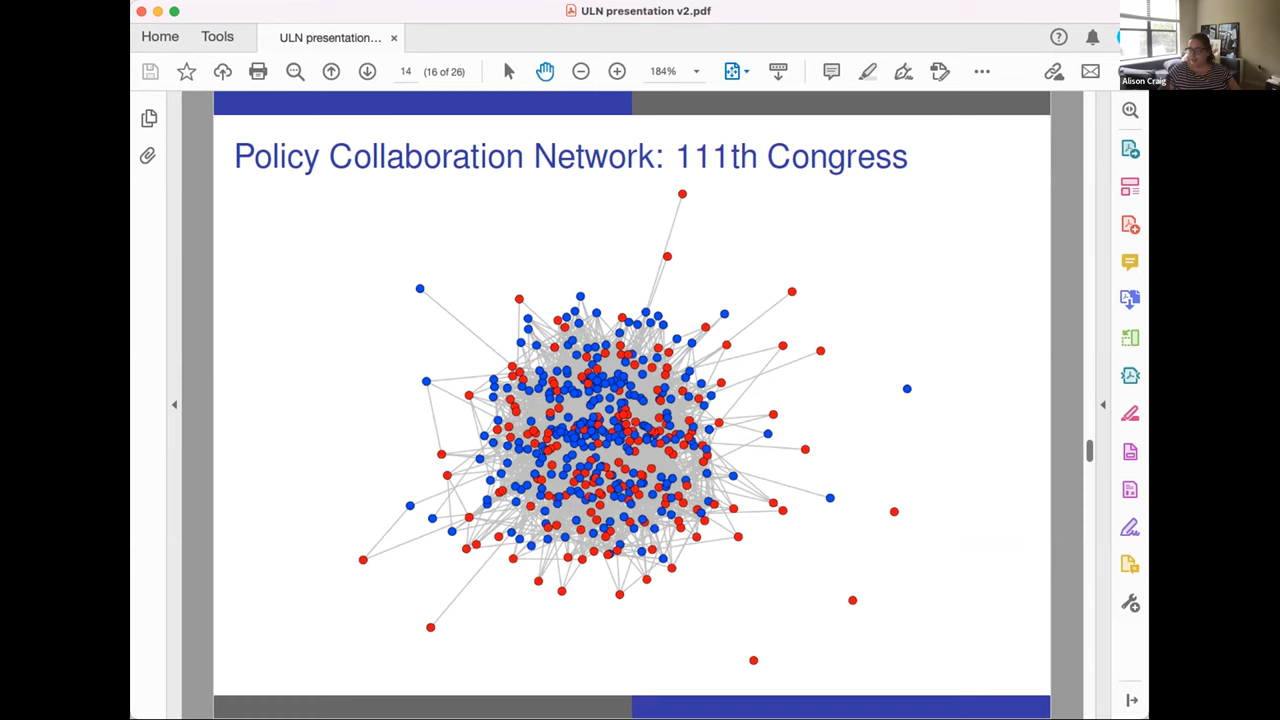 ULN presentation v2.pdf
Home
Tools
ULN presentation...
14
(16 of 26)
184%
Alison Craig
Policy Collaboration Network: 111th Congress